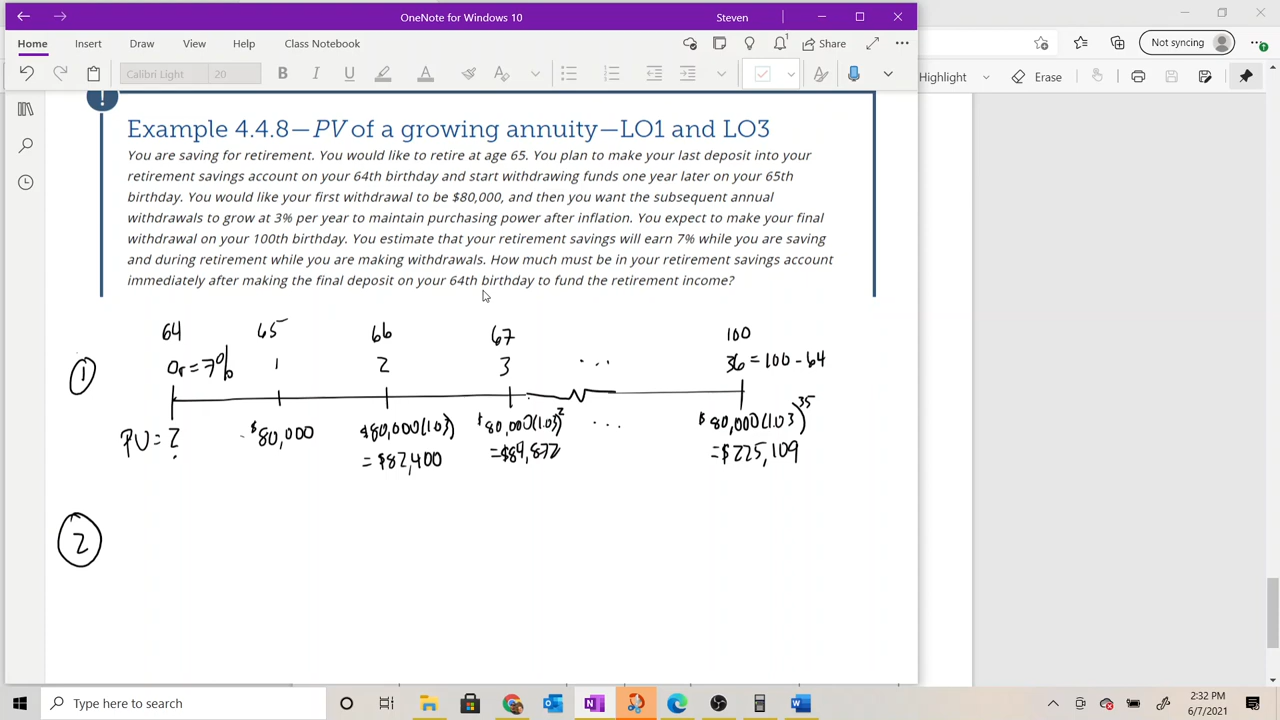 OneNote for Windows 10
Steven
Home Insert Draw View Help Class Notebook
Share
Not syncing
Calibri Light 20
B I U A
Highlight
Erase
Example 4.4.8—PV of a growing annuity—LO1 and LO3
You are saving for retirement. You would like to retire at age 65. You plan to make your last deposit into your
retirement savings account on your 64th birthday and start withdrawing funds one year later on your 65th
birthday. You would like your first withdrawal to be $80,000, and then you want the subsequent annual
withdrawals to grow at 3% per year to maintain purchasing power after inflation. You expect to make your final
withdrawal on your 100th birthday. You estimate that your retirement savings will earn 7% while you are saving
and during retirement while you are making withdrawals. How much must be in your retirement savings account
immediately after making the final deposit on your 64th birthday to fund the retirement income?
64 65 66 67 100
1 0 r = 7% 1 2 3 ... 36 = 100 - 64
PV = ? $80,000 $80,000(1.03) $80,000(1.03)² ... $80,000(1.03)³⁵
= $82,400 = $84,872 = $225,109
2
Type here to search
2:32 PM
6/7/2021